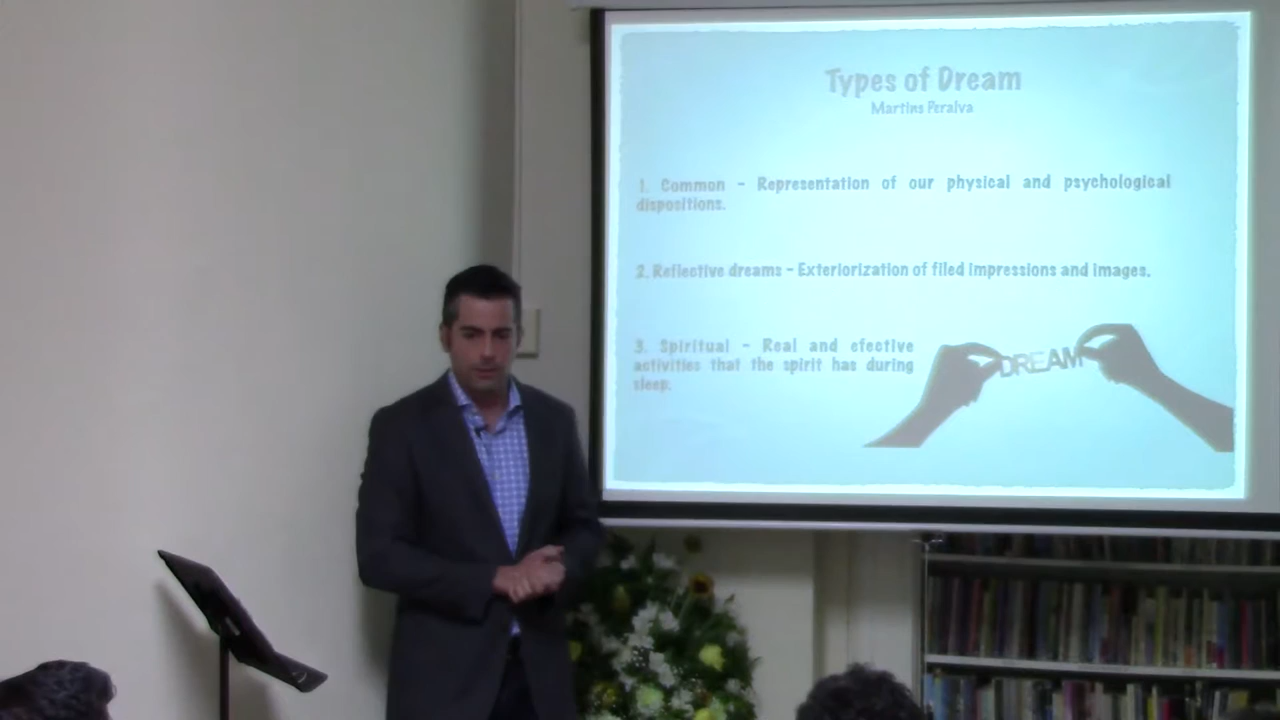 Types of Dream
Martins Peralva
1. Common - Representation of our physical and psychological
dispositions.
2. Reflective dreams - Exteriorization of filed impressions and images.
3. Spiritual - Real and efective
activities that the spirit has during
sleep.
DREAM